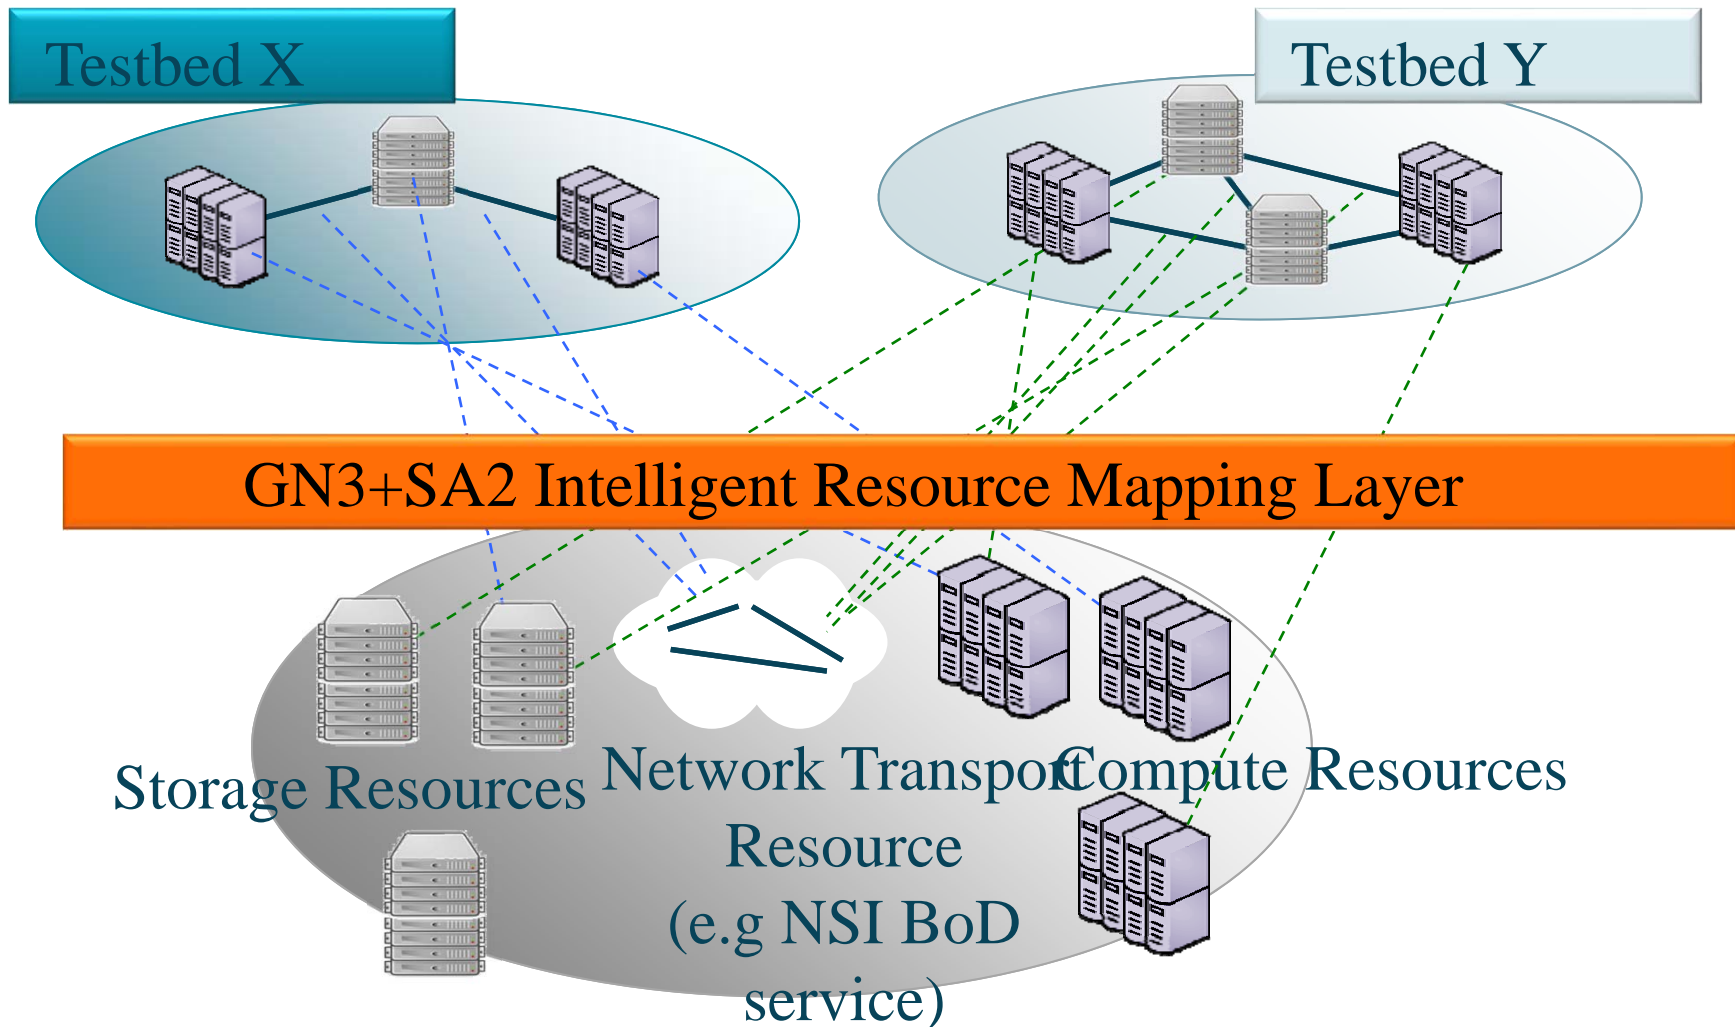 Testbed X
Testbed Y
GN3+SA2 Intelligent Resource Mapping Layer
Storage Resources
Network Transport
Resource
(e.g NSI BoD
service)
Compute Resources